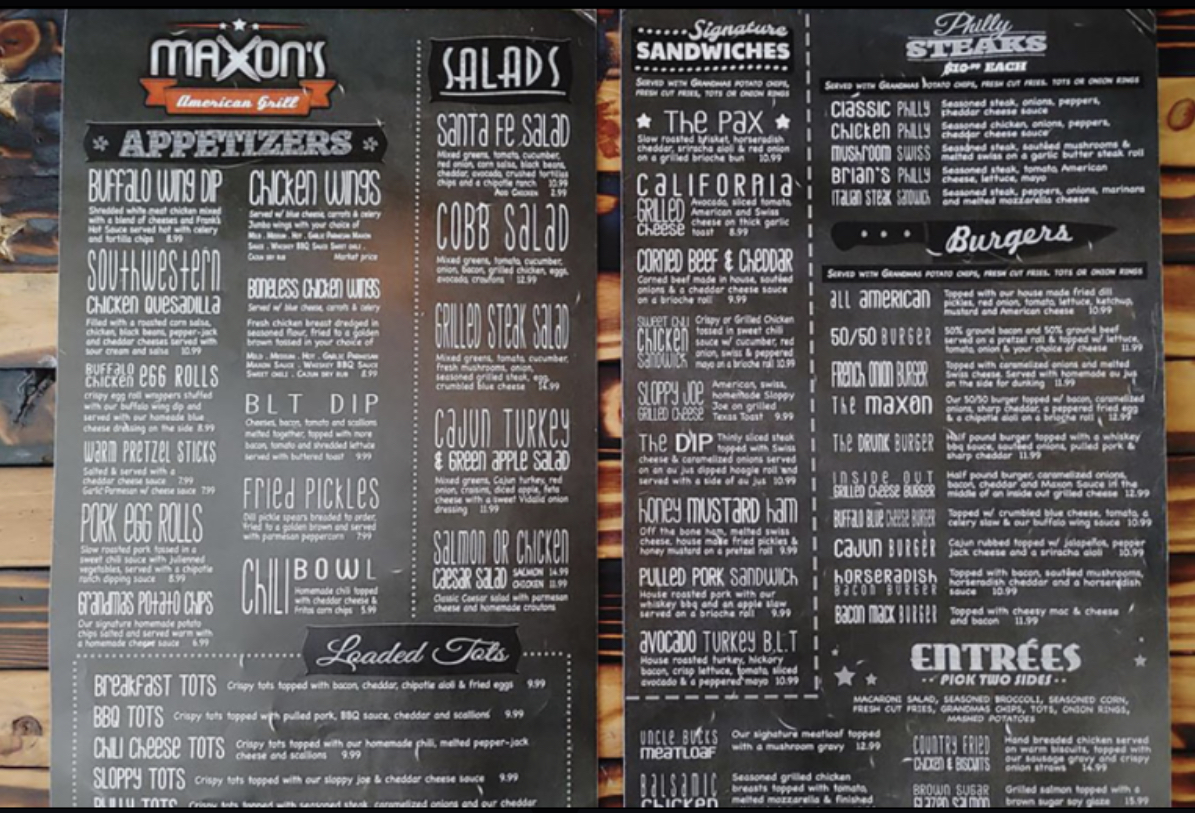 MAXON'S
American Grill
APPETIZERS
BUFFALO WING DIP
Shredded white meat chicken mixed
with a blend of cheeses and Frank's
Hot Sauce served hot with celery
and tortilla chips 8.99
SOUTHWESTERN
CHICKEN QUESADILLA
Filled with a roasted corn salsa,
chicken, black beans, pepper-jack
and cheddar cheeses served with
sour cream and salsa 10.99
BUFFALO CHICKEN EGG ROLLS
crispy egg roll wrappers stuffed
with our buffalo wing dip and
served with our homeade blue
cheese dressing on the side 8.99
WARM PRETZEL STICKS
Salted & served with a
cheddar cheese sauce 7.99
Garlic Parmesan w/ cheese sauce 7.99
PORK EGG ROLLS
Slow roasted pork tossed in a
sweet chili sauce with julienned
vegetables, served with a chipotle
ranch dipping sauce 8.99
GRANDMAS POTATO CHIPS
Our signature homemade potato
chips salted and served warm with
a homemade cheese sauce 6.99
CHICKEN WINGS
Served w/ blue cheese, carrots & celery
Jumbo wings with your choice of
MILD . MEDIUM . HOT . GARLIC PARMESAN MAXON
SAUCE . WHISKEY BBQ SAUCE SWEET CHILI .
CAJUN DRY RUB Market price
BONELESS CHICKEN WINGS
Served w/ blue cheese, carrots & celery
Fresh chicken breast dredged in
seasoned flour, fried to a golden
brown tossed in your choice of
MILD . MEDIUM . HOT . GARLIC PARMESAN
MAXON SAUCE . WHISKEY BBQ SAUCE
SWEET CHILI . CAJUN DRY RUB 8.99
BLT DIP
Cheeses, bacon, tomato and scallions
melted together, topped with more
bacon, tomato and shredded lettuce
served with buttered toast 9.99
FRIED PICKLES
Dill pickle spears breaded to order,
fried to a golden brown and served
with parmesan peppercorn 7.99
CHILI BOWL
Homemade chili topped
with cheddar cheese &
Fritos corn chips 5.99
SALADS
SANTA FE SALAD
Mixed greens, tomato, cucumber,
red onion, corn salsa, black beans,
cheddar, avocado, crushed tortillas
chips and a chipotle ranch 10.99
ADD CHICKEN 2.99
COBB SALAD
Mixed greens, tomato, cucumber,
onion, bacon, grilled chicken, eggs,
avocado, croutons 12.99
GRILLED STEAK SALAD
Mixed greens, tomato, cucumber,
fresh mushrooms, onion,
seasoned grilled steak, egg,
crumbled blue cheese 14.99
CAJUN TURKEY
& GREEN APPLE SALAD
Mixed greens, Cajun turkey, red
onion, craisins, diced apple, feta
cheese with a sweet Vidalia onion
dressing 11.99
SALMON OR CHICKEN
CAESAR SALAD SALMON 14.99
CHICKEN 11.99
Classic Caesar salad with parmesan
cheese and homemade croutons
Loaded Tots
BREAKFAST TOTS Crispy tots topped with bacon, cheddar, chipotle aioli & fried eggs 9.99
BBQ TOTS Crispy tots topped with pulled pork, BBQ sauce, cheddar and scallions 9.99
CHILI CHEESE TOTS Crispy tots topped with our homemade chili, melted pepper-jack
cheese and scallions 9.99
SLOPPY TOTS Crispy tots topped with our sloppy joe & cheddar cheese sauce 9.99
PHILLY TOTS Crispy tots topped with seasoned steak, caramelized onions and our cheddar
Signature
SANDWICHES
SERVED WITH GRANDMAS POTATO CHIPS,
FRESH CUT FRIES, TOTS OR ONION RINGS
THE PAX
Slow roasted brisket, horseradish
cheddar, sriracha aioli & red onion
on a grilled brioche bun 10.99
CALIFORNIA
GRILLED CHEESE
Avocado, sliced tomato,
American and Swiss
cheese on thick garlic
toast 8.99
CORNED BEEF & CHEDDAR
Corned beef made in house, sautéed
onions & a cheddar cheese sauce
on a brioche roll 9.99
SWEET CHILI CHICKEN SANDWICH
Crispy or Grilled Chicken
tossed in sweet chili
sauce w/ cucumber, red
onion, swiss & peppered
mayo on a brioche roll 10.99
SLOPPY JOE GRILLED CHEESE
American, swiss,
homemade Sloppy
Joe on grilled
Texas Toast 9.99
THE DIP Thinly sliced steak
topped with Swiss
cheese & caramelized onions served
on an au jus dipped hoagie roll and
served with a side of au jus 10.99
HONEY MUSTARD HAM
Off the bone ham, melted swiss
cheese, house made fried pickles &
honey mustard on a pretzel roll 9.99
PULLED PORK SANDWICH
House roasted pork with our
whiskey bbq and an apple slaw
served on a brioche roll 9.99
AVOCADO TURKEY B.L.T
House roasted turkey, hickory
bacon, crisp lettuce, tomato, sliced
avocado & a peppered mayo 10.99
Philly
STEAKS
$10.99 EACH
SERVED WITH GRANDMAS POTATO CHIPS, FRESH CUT FRIES, TOTS OR ONION RINGS
CLASSIC PHILLY Seasoned steak, onions, peppers,
cheddar cheese sauce
CHICKEN PHILLY Seasoned chicken, onions, peppers,
cheddar cheese sauce
MUSHROOM SWISS Seasoned steak, sautéed mushrooms &
melted swiss on a garlic butter steak roll
BRIAN'S PHILLY Seasoned steak, tomato, American
cheese, lettuce, mayo
ITALIAN STEAK SANDWICH Seasoned steak, peppers, onions, marinara
and melted mozzarella cheese
Burgers
SERVED WITH GRANDMAS POTATO CHIPS, FRESH CUT FRIES, TOTS OR ONION RINGS
ALL AMERICAN Topped with our house made fried dill
pickles, red onion, tomato, lettuce, ketchup,
mustard and American cheese 10.99
50/50 BURGER 50% ground bacon and 50% ground beef
served on a pretzel roll & topped w/ lettuce,
tomato, onion & your choice of cheese 11.99
FRENCH ONION BURGER Topped with caramelized onions and melted
Swiss cheese. Served with homemade au jus
on the side for dunking 11.99
THE MAXON Our 50/50 burger topped w/ bacon, caramelized
onions, sharp cheddar, a peppered fried egg
& a chipotle aioli on a brioche roll 12.99
THE DRUNK BURGER Half pound burger topped with a whiskey
bbq sauce, sautéed onions, pulled pork &
sharp cheddar 11.99
INSIDE OUT GRILLED CHEESE BURGER
Half pound burger, caramelized onions,
bacon, cheddar and Maxon Sauce in the
middle of an inside out grilled cheese 12.99
BUFFALO BLUE CHEESE BURGER Topped w/ crumbled blue cheese, tomato, a
celery slaw & our buffalo wing sauce 10.99
CAJUN BURGER Cajun rubbed topped w/ jalapeños, pepper
jack cheese and a sriracha aioli 10.99
HORSERADISH BACON BURGER
Topped with bacon, sautéed mushrooms,
horseradish cheddar and a horseradish
sauce 10.99
BACON MACK BURGER Topped with cheesy mac & cheese
and bacon 11.99
ENTRÉES
··PICK TWO SIDES··
MACARONI SALAD, SEASONED BROCCOLI, SEASONED CORN,
FRESH CUT FRIES, GRANDMAS CHIPS, TOTS, ONION RINGS,
MASHED POTATOES
UNCLE BUCKS MEATLOAF
Our signature meatloaf topped
with a mushroom gravy 12.99
BALSAMIC CHICKEN
Seasoned grilled chicken
breasts topped with tomato,
melted mozzarella & finished
COUNTRY FRIED CHICKEN & BISCUITS
Hand breaded chicken served
on warm biscuits, topped with
our sausage gravy and crispy
onion straws 14.99
BROWN SUGAR GLAZED SALMON
Grilled salmon topped with a
brown sugar soy glaze 15.99